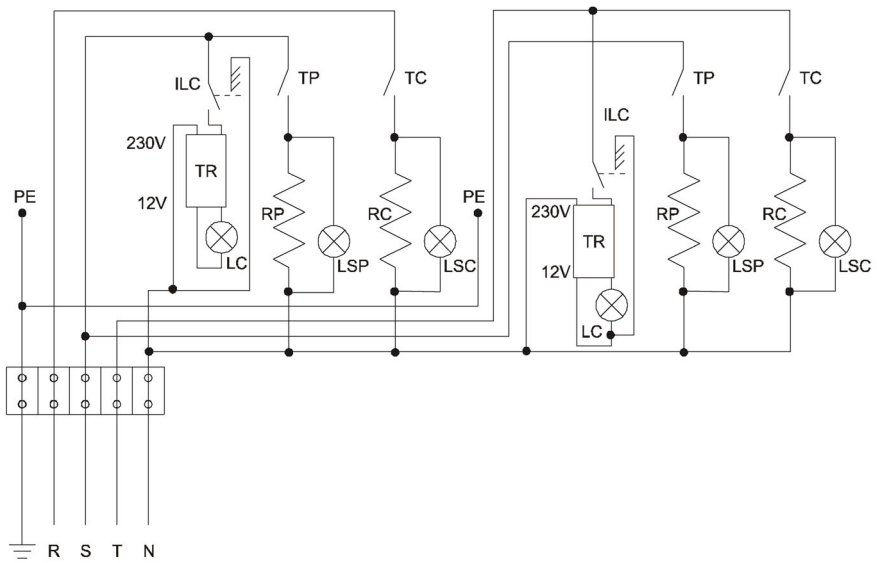 ILC
TP
TC
TP
TC
ILC
230V
TR
12V
PE
RP
RC
PE
230V
RP
RC
TR
LC
LSP
LSC
12V
LSP
LSC
LC
R S T N